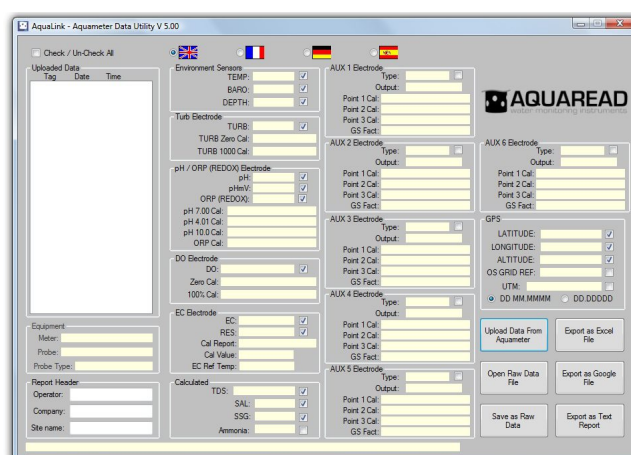 AquaLink - Aquameter Data Utility V 5.00
Check / Un-Check All
Uploaded Data
Tag Date Time
Equipment
Meter:
Probe:
Probe Type:
Report Header
Operator:
Company:
Site name:
Environment Sensors
TEMP:
BARO:
DEPTH:
Turb Electrode
TURB:
TURB Zero Cal:
TURB 1000 Cal:
pH / ORP (REDOX) Electrode
pH:
pHmV:
ORP (REDOX):
pH 7.00 Cal:
pH 4.01 Cal:
pH 10.0 Cal:
ORP Cal:
DO Electrode
DO:
Zero Cal:
100% Cal:
EC Electrode
EC:
RES:
Cal Report:
Cal Value:
EC Ref Temp:
Calculated
TDS:
SAL:
SSG:
Ammonia:
AUX 1 Electrode
Type:
Output:
Point 1 Cal:
Point 2 Cal:
Point 3 Cal:
GS Fact:
AUX 2 Electrode
Type:
Output:
Point 1 Cal:
Point 2 Cal:
Point 3 Cal:
GS Fact:
AUX 3 Electrode
Type:
Output:
Point 1 Cal:
Point 2 Cal:
Point 3 Cal:
GS Fact:
AUX 4 Electrode
Type:
Output:
Point 1 Cal:
Point 2 Cal:
Point 3 Cal:
GS Fact:
AUX 5 Electrode
Type:
Output:
Point 1 Cal:
Point 2 Cal:
Point 3 Cal:
GS Fact:
AQUAREAD
water monitoring instruments
AUX 6 Electrode
Type:
Output:
Point 1 Cal:
Point 2 Cal:
Point 3 Cal:
GS Fact:
GPS
LATITUDE:
LONGITUDE:
ALTITUDE:
OS GRID REF:
UTM:
DD MM.MMMM DD.DDDDD
Upload Data From
Aquameter
Export as Excel
File
Open Raw Data
File
Export as Google
File
Save as Raw
Data
Export as Text
Report